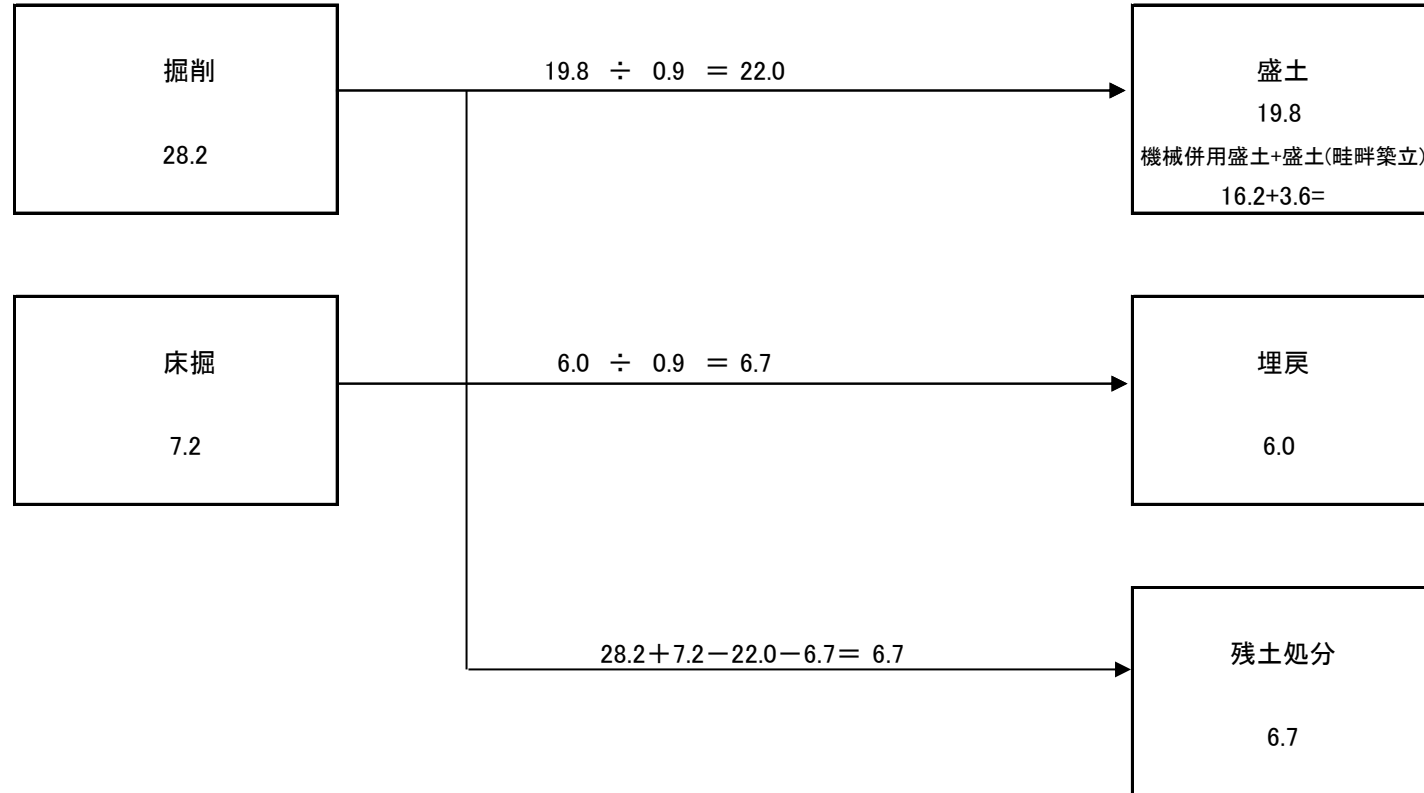 掘削
28.2
19.8 ÷ 0.9 ＝ 22.0
盛土
19.8
機械併用盛土+盛土(畦畔築立)
16.2+3.6=
床掘
7.2
6.0 ÷ 0.9 ＝ 6.7
埋戻
6.0
28.2＋7.2－22.0－6.7＝ 6.7
残土処分
6.7